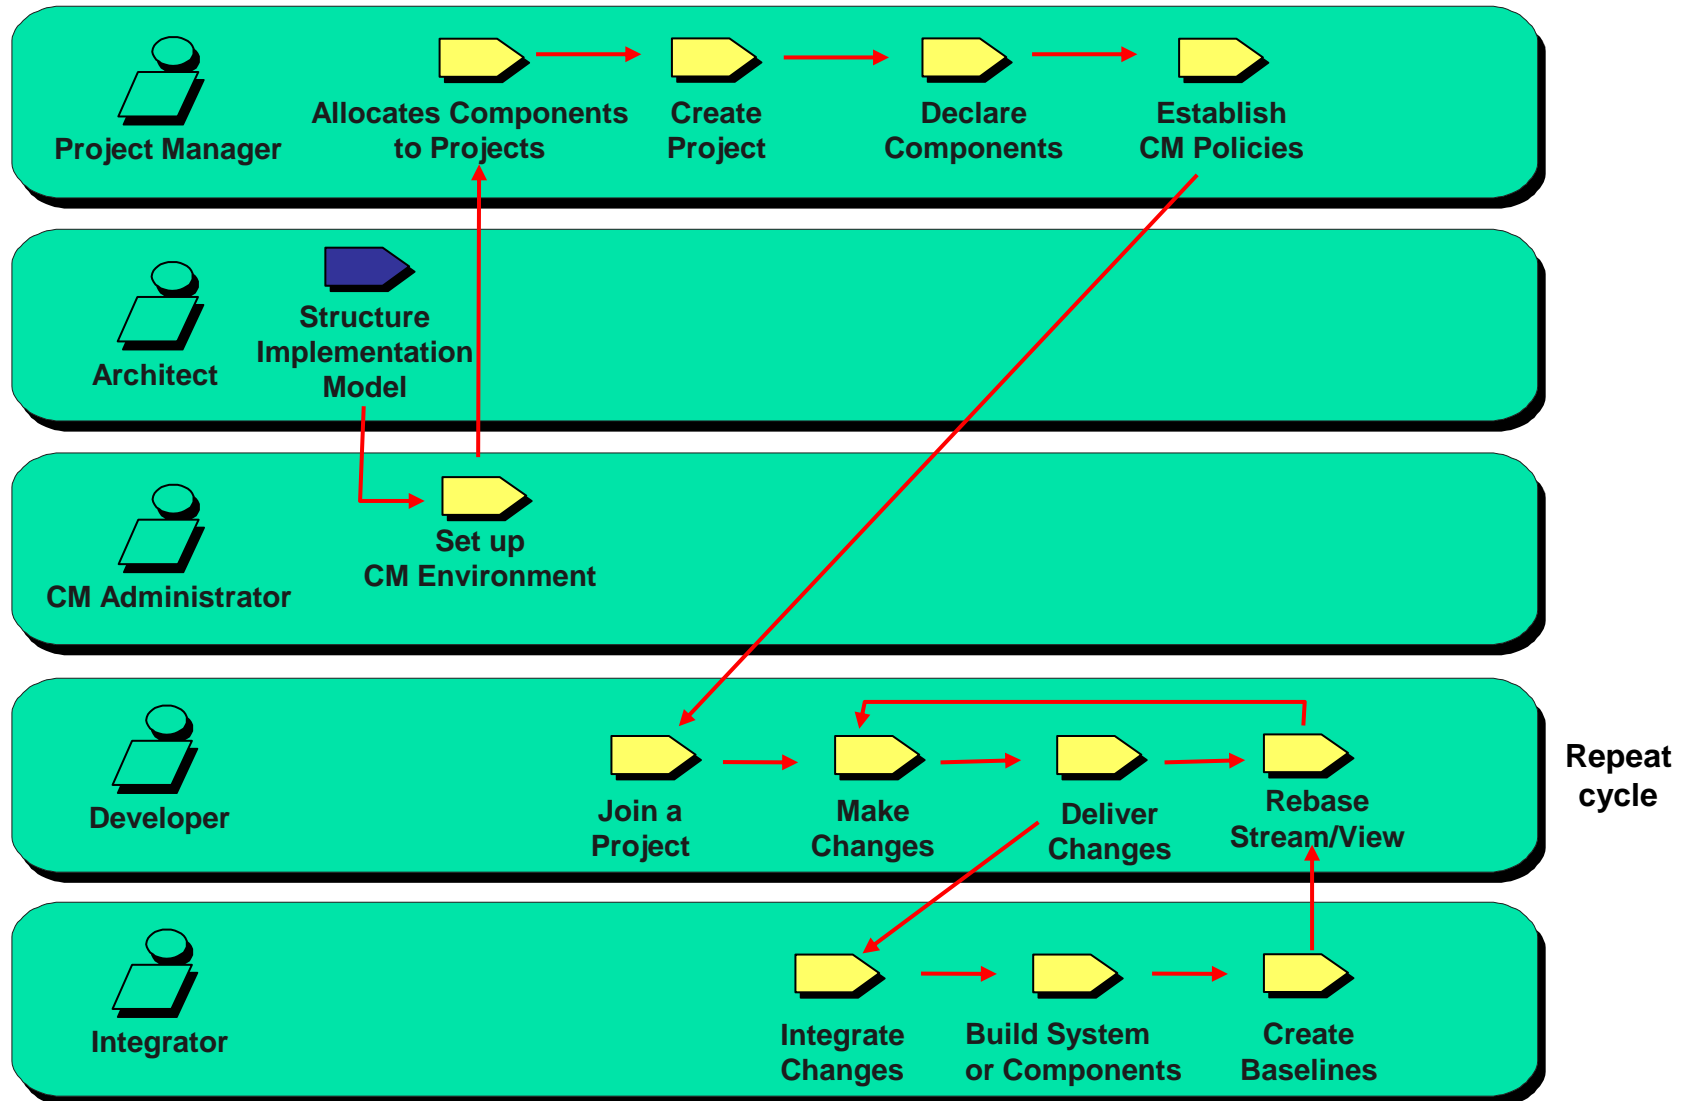 Project Manager
Allocates Components
to Projects
Create
Project
Declare
Components
Establish
CM Policies
Architect
Structure
Implementation
Model
CM Administrator
Set up
CM Environment
Developer
Join a
Project
Make
Changes
Deliver
Changes
Rebase
Stream/View
Repeat
cycle
Integrator
Integrate
Changes
Build System
or Components
Create
Baselines